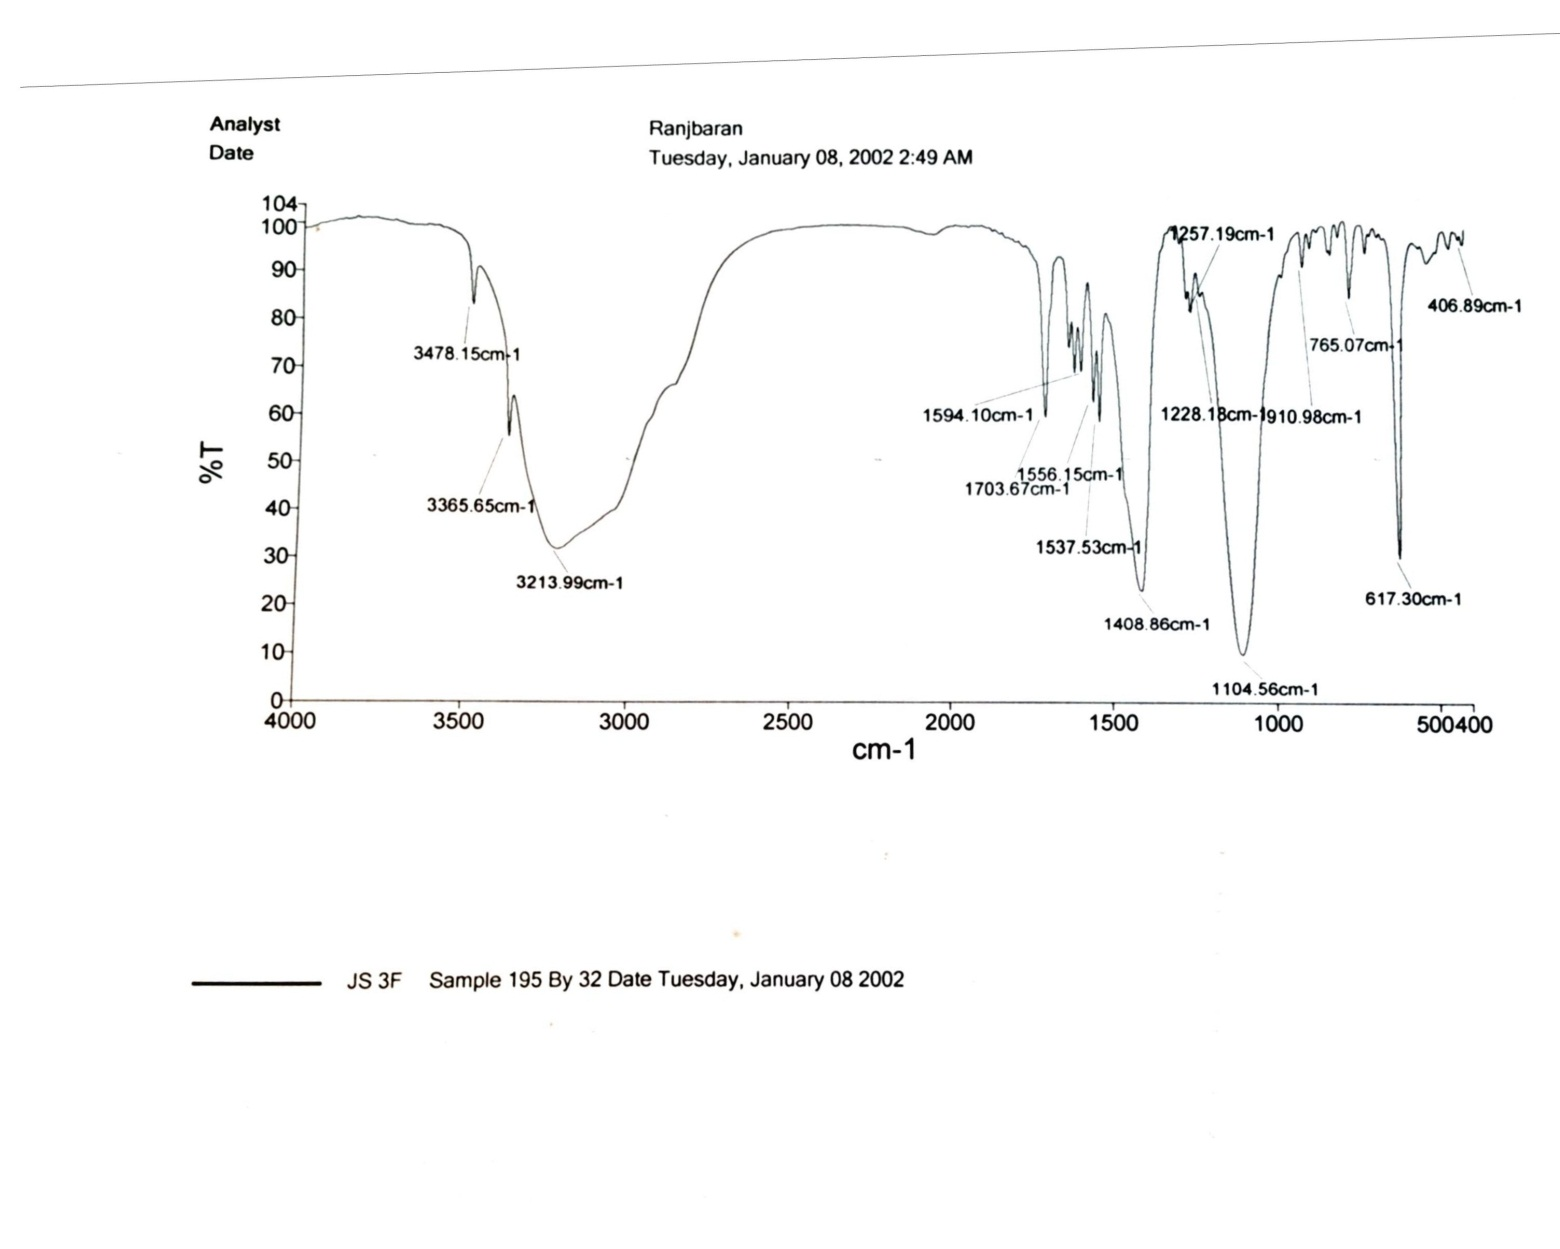 Analyst Ranjbaran
Date Tuesday, January 08, 2002 2:49 AM
104
100
90
80
70
60
50
40
30
20
10
0
%T
4000 3500 3000 2500 2000 1500 1000 500400
cm-1
3478.15cm-1
3365.65cm-1
3213.99cm-1
1703.67cm-1
1594.10cm-1
1556.15cm-1
1537.53cm-1
1408.86cm-1
1257.19cm-1
1228.18cm-1
1104.56cm-1
910.98cm-1
765.07cm-1
617.30cm-1
406.89cm-1
JS 3F Sample 195 By 32 Date Tuesday, January 08 2002